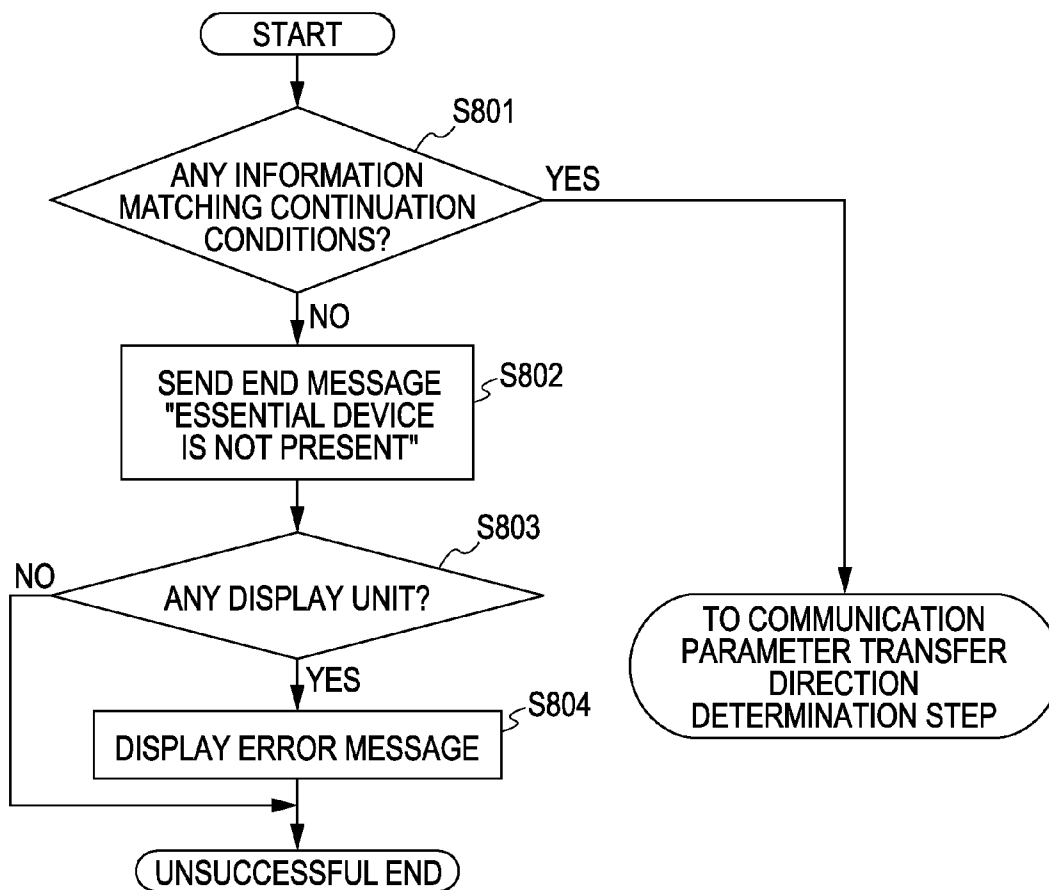 START
S801
ANY INFORMATION
MATCHING CONTINUATION
CONDITIONS?
YES
NO
SEND END MESSAGE
"ESSENTIAL DEVICE
IS NOT PRESENT"
S802
S803
NO
ANY DISPLAY UNIT?
YES
TO COMMUNICATION
PARAMETER TRANSFER
DIRECTION
DETERMINATION STEP
S804
DISPLAY ERROR MESSAGE
UNSUCCESSFUL END